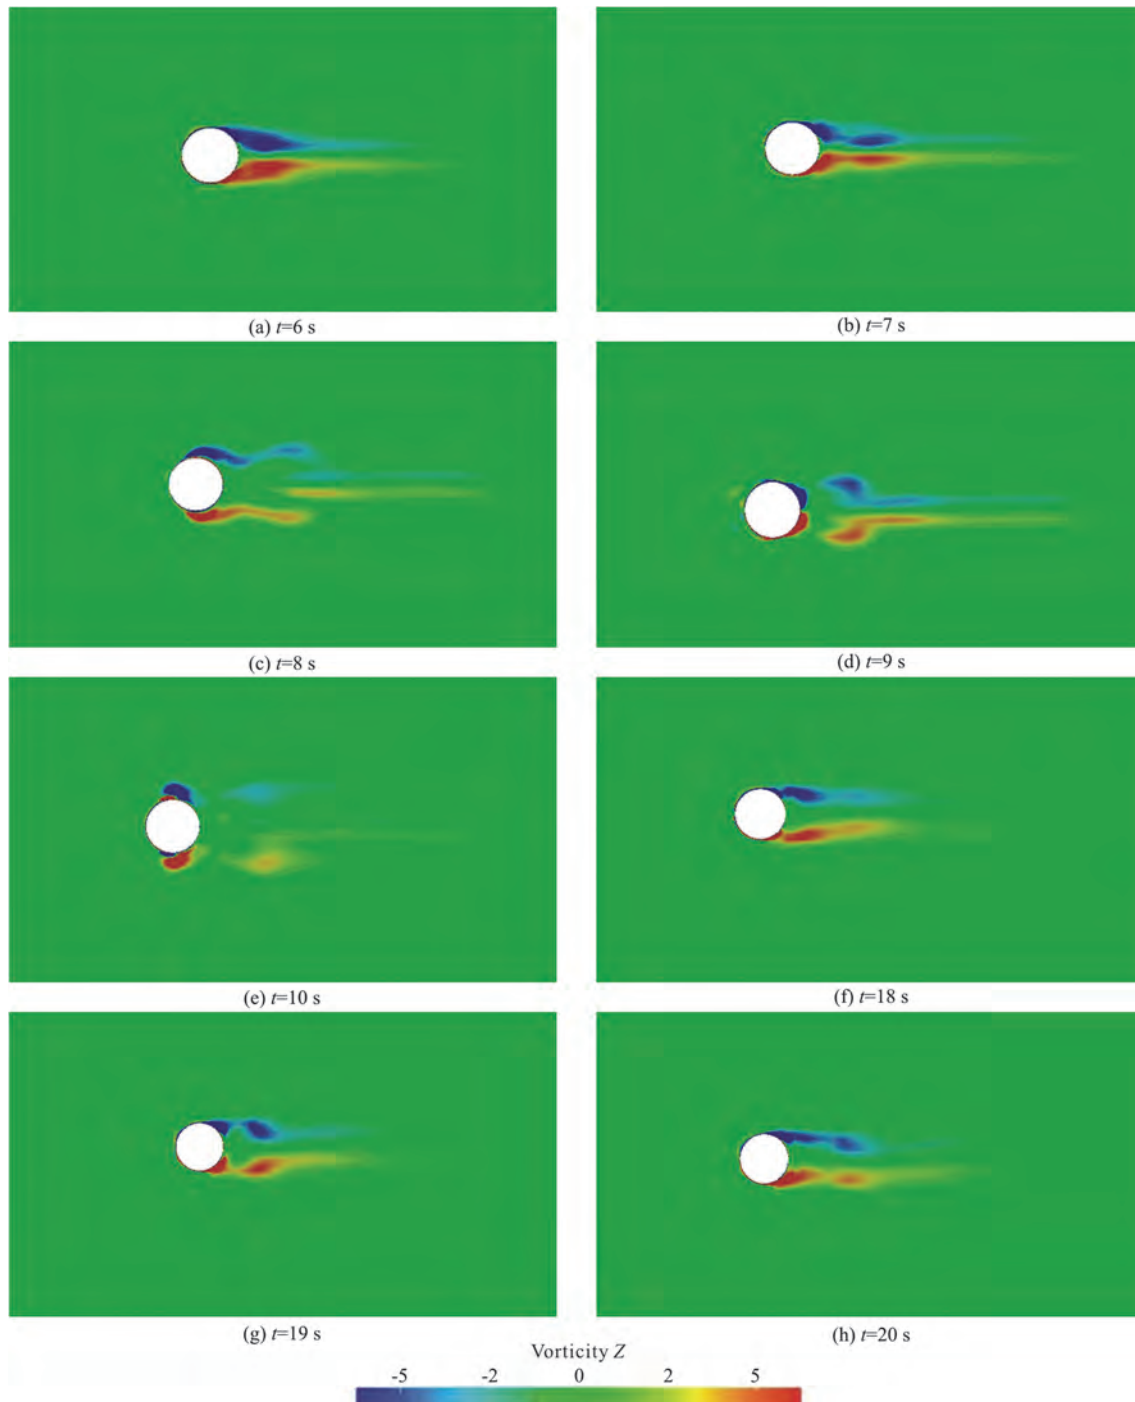 (a) t=6 s
(b) t=7 s
(c) t=8 s
(d) t=9 s
(e) t=10 s
(f) t=18 s
(g) t=19 s
(h) t=20 s
Vorticity Z
-5 -2 0 2 5